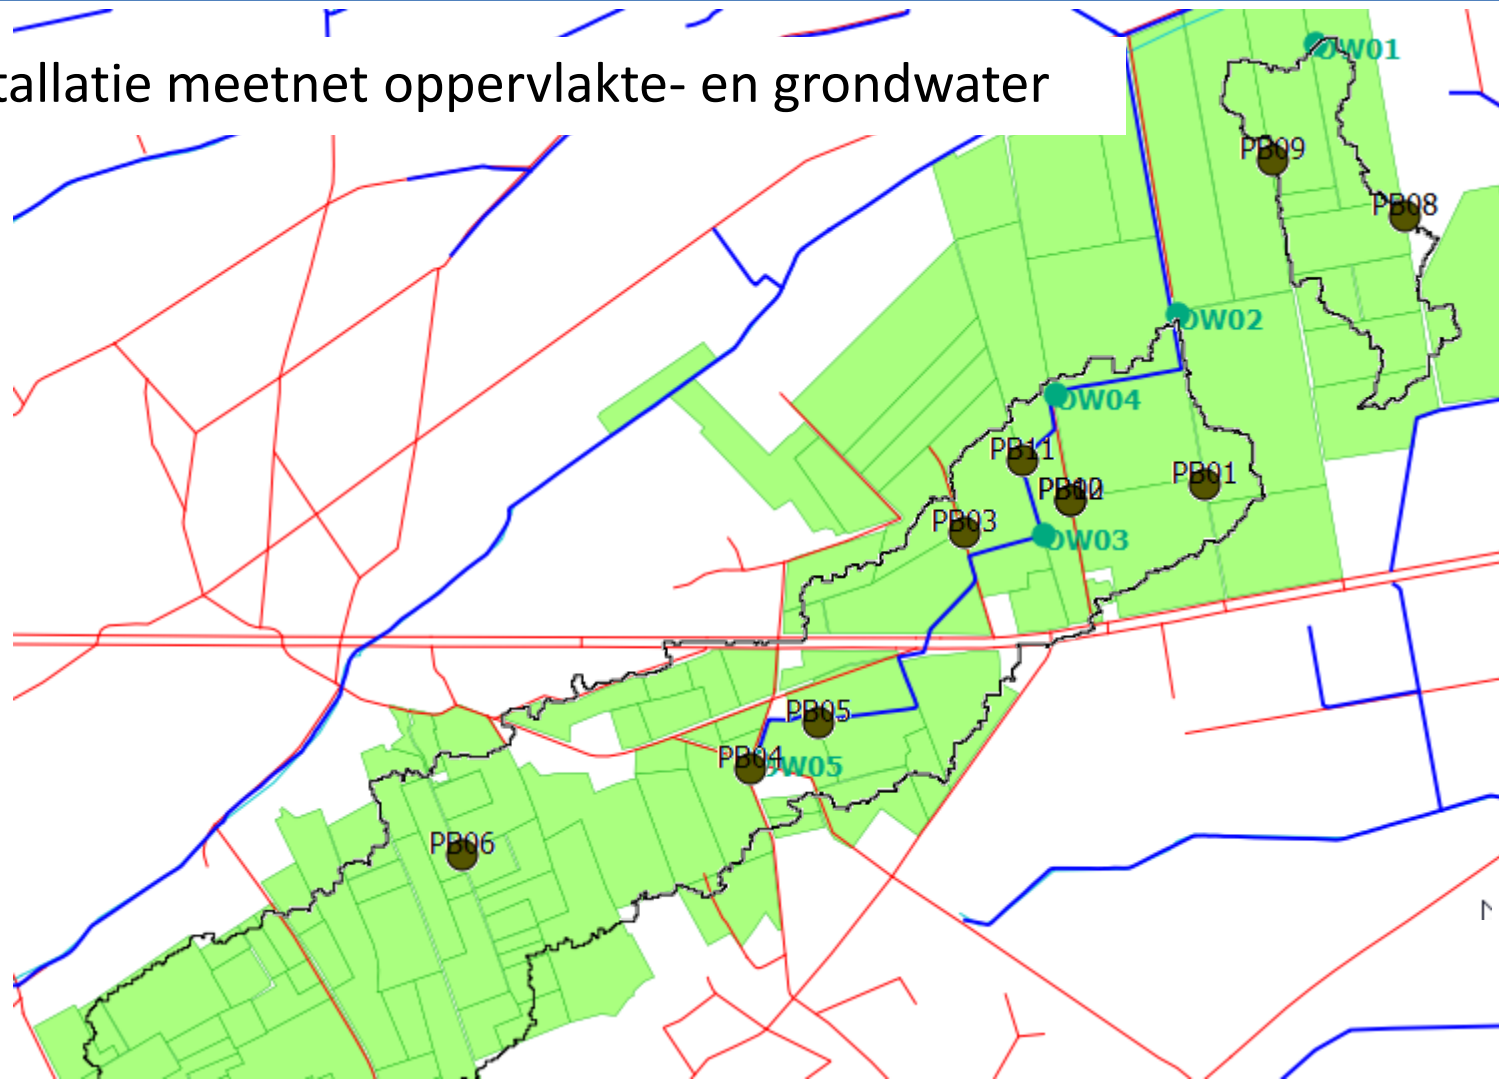 tallatie meetnet oppervlakte- en grondwater
OW01
PB09
PB08
OW02
OW04
PB11
PB01
PB03
OW03
PB05
PB04
OW05
PB06